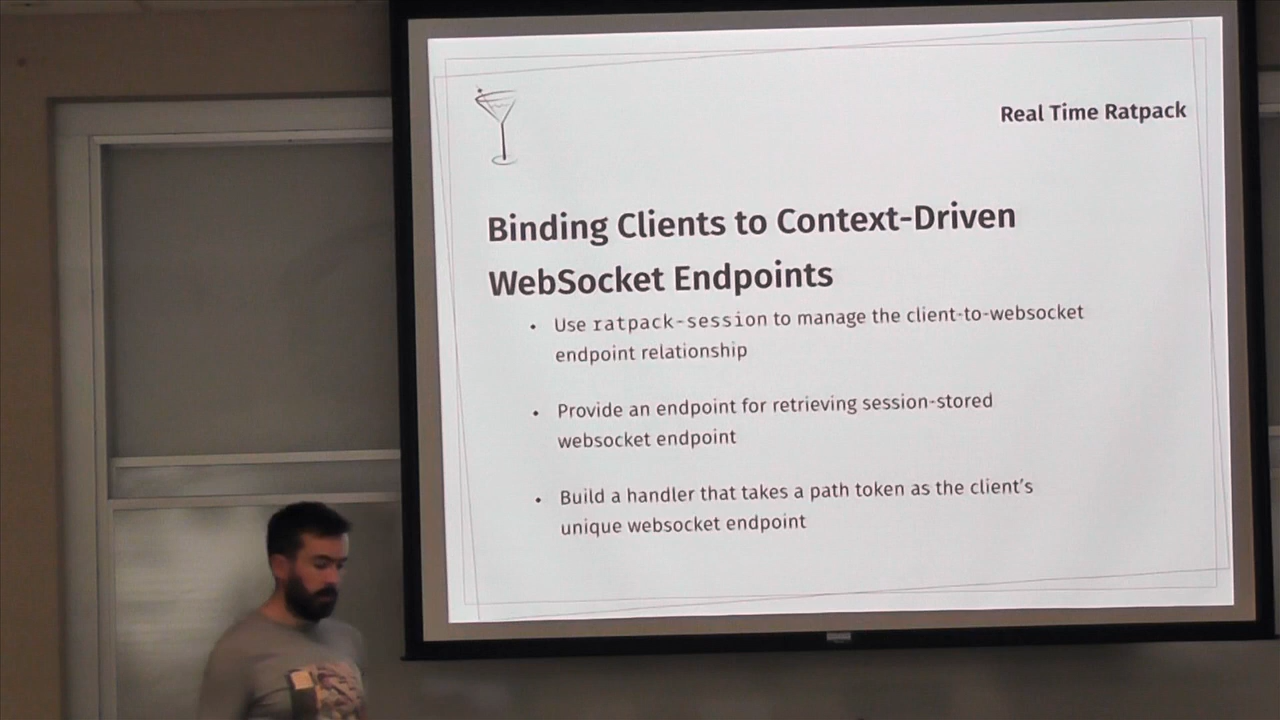 Real Time Ratpack
Binding Clients to Context-Driven
WebSocket Endpoints
• Use ratpack-session to manage the client-to-websocket
endpoint relationship
• Provide an endpoint for retrieving session-stored
websocket endpoint
• Build a handler that takes a path token as the client's
unique websocket endpoint